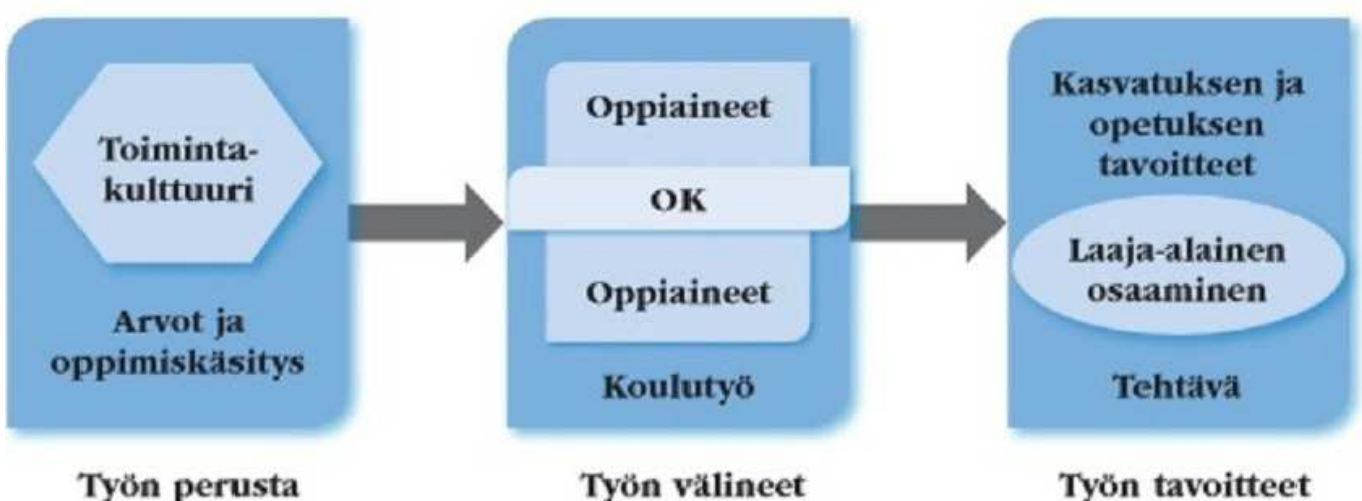 Toiminta-
kulttuuri
Arvot ja
oppimiskäsitys
Työn perusta
Oppiaineet
OK
Oppiaineet
Koulutyö
Työn välineet
Kasvatuksen ja
opetuksen
tavoitteet
Laaja-alainen
osaaminen
Tehtävä
Työn tavoitteet